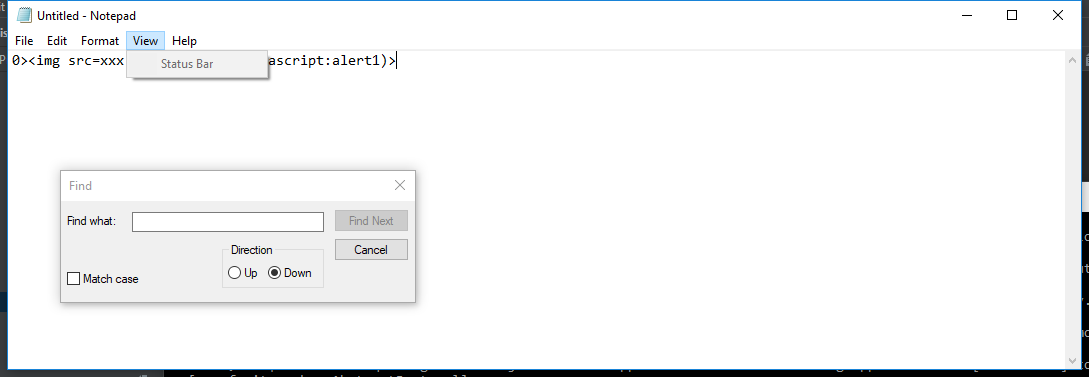 Untitled - Notepad
File Edit Format View Help
0><img src=xxx ascript:alert1)>
Status Bar
Find
Find what:
Find Next
Direction
Cancel
Up Down
Match case